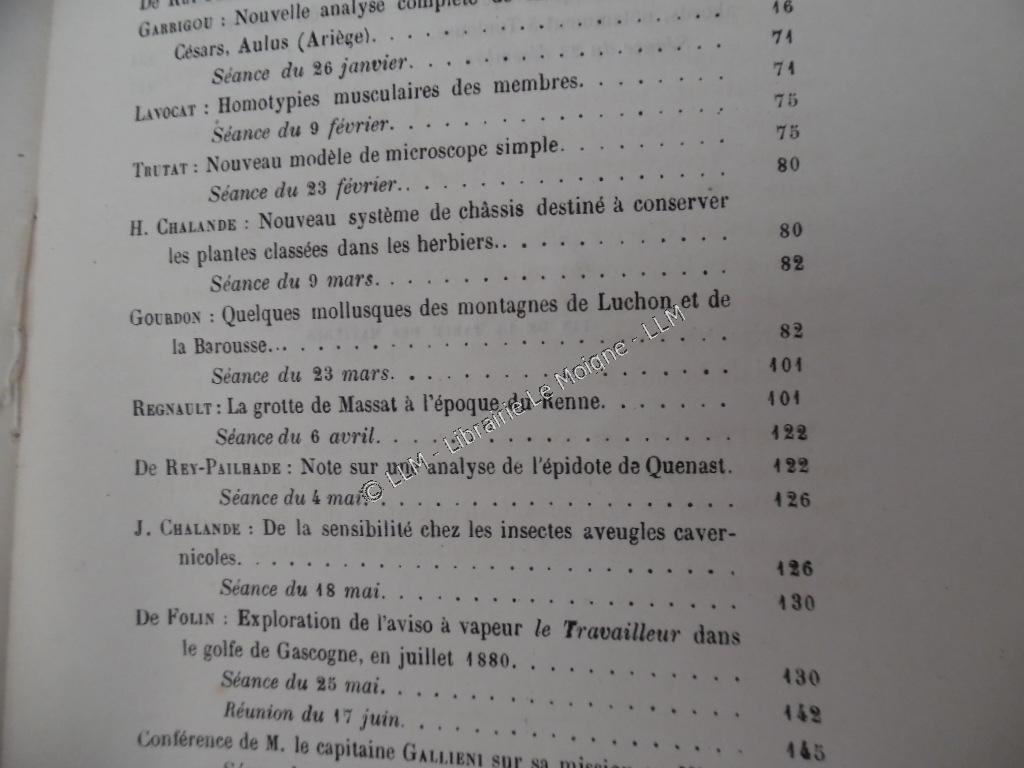 GARRIGOU : Nouvelle analyse complète
16
Césars, Aulus (Ariège). . . . . . . . . . . . . . . . 71
Séance du 26 janvier. . . . . . . . . . . . . . . . 71
LAVOCAT : Homotypies musculaires des membres. . . . . . . 75
Séance du 9 février. . . . . . . . . . . . . . . . 75
TRUTAT : Nouveau modèle de microscope simple. . . . . . . . 80
Séance du 23 février. . . . . . . . . . . . . . . .
H. CHALANDE : Nouveau système de châssis destiné à conserver
les plantes classées dans les herbiers. . . . . . . . . . . 80
Séance du 9 mars. . . . . . . . . . . . . . . . 82
GOURDON : Quelques mollusques des montagnes de Luchon et de
la Barousse. . . . . . . . . . . . . . . . 82
Séance du 23 mars. . . . . . . . . . . . . . . . 101
REGNAULT : La grotte de Massat à l'époque du Renne. . . . . . . 101
Séance du 6 avril. . . . . . . . . . . . . . . . 122
De REY-PAILHADE : Note sur une analyse de l'épidote de Quenast. 122
Séance du 4 mai. . . . . . . . . . . . . . . . 126
J. CHALANDE : De la sensibilité chez les insectes aveugles caver-
nicoles. . . . . . . . . . . . . . . . 126
Séance du 18 mai. . . . . . . . . . . . . . . . 130
De FOLIN : Exploration de l'aviso à vapeur le Travailleur dans
le golfe de Gascogne, en juillet 1880. . . . . . . . . . . 130
Séance du 25 mai. . . . . . . . . . . . . . . . 142
Réunion du 17 juin. . . . . . . . . . . . . . . . 145
Conférence de M. le capitaine GALLIENI sur sa mission
© LLM - Librairie Le Moigne - LLM